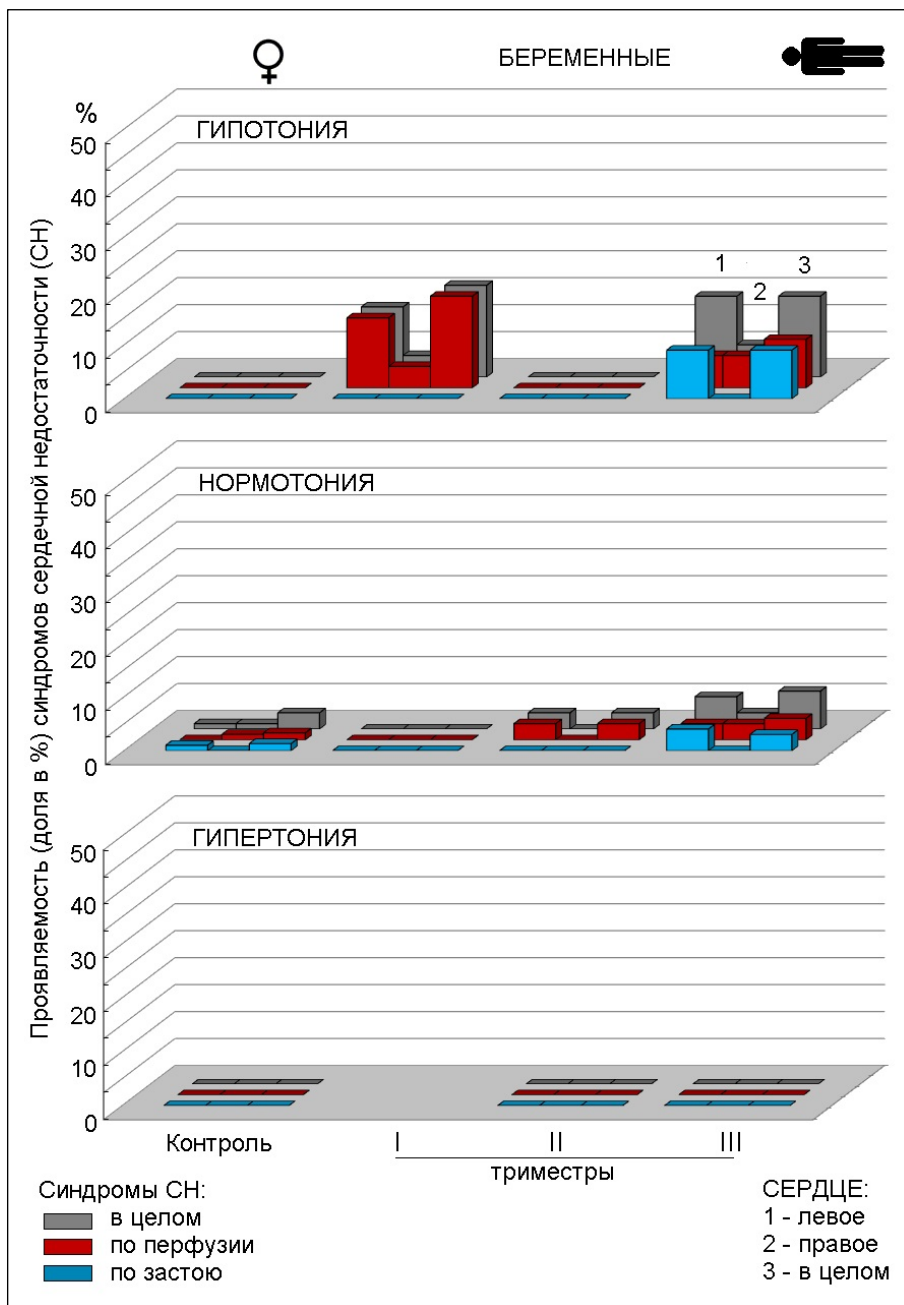 БЕРЕМЕННЫЕ
Проявляемость (доля в %) синдромов сердечной недостаточности (СН)
%
ГИПОТОНИЯ
50
40
30
20
10
0
1
2
3
НОРМОТОНИЯ
50
40
30
20
10
0
ГИПЕРТОНИЯ
50
40
30
20
10
0
Контроль
I
II
III
триместры
Синдромы СН:
в целом
по перфузии
по застою
СЕРДЦЕ:
1 - левое
2 - правое
3 - в целом